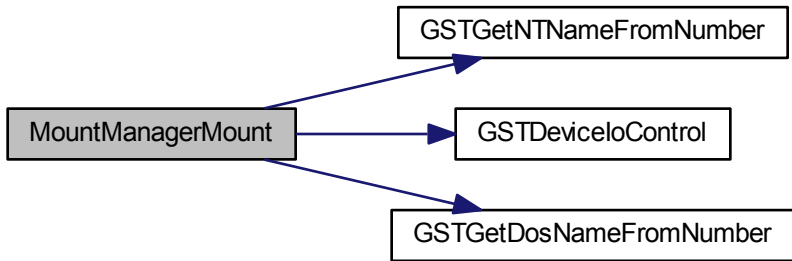 GSTGetNTNameFromNumber
MountManagerMount
GSTDeviceIoControl
GSTGetDosNameFromNumber